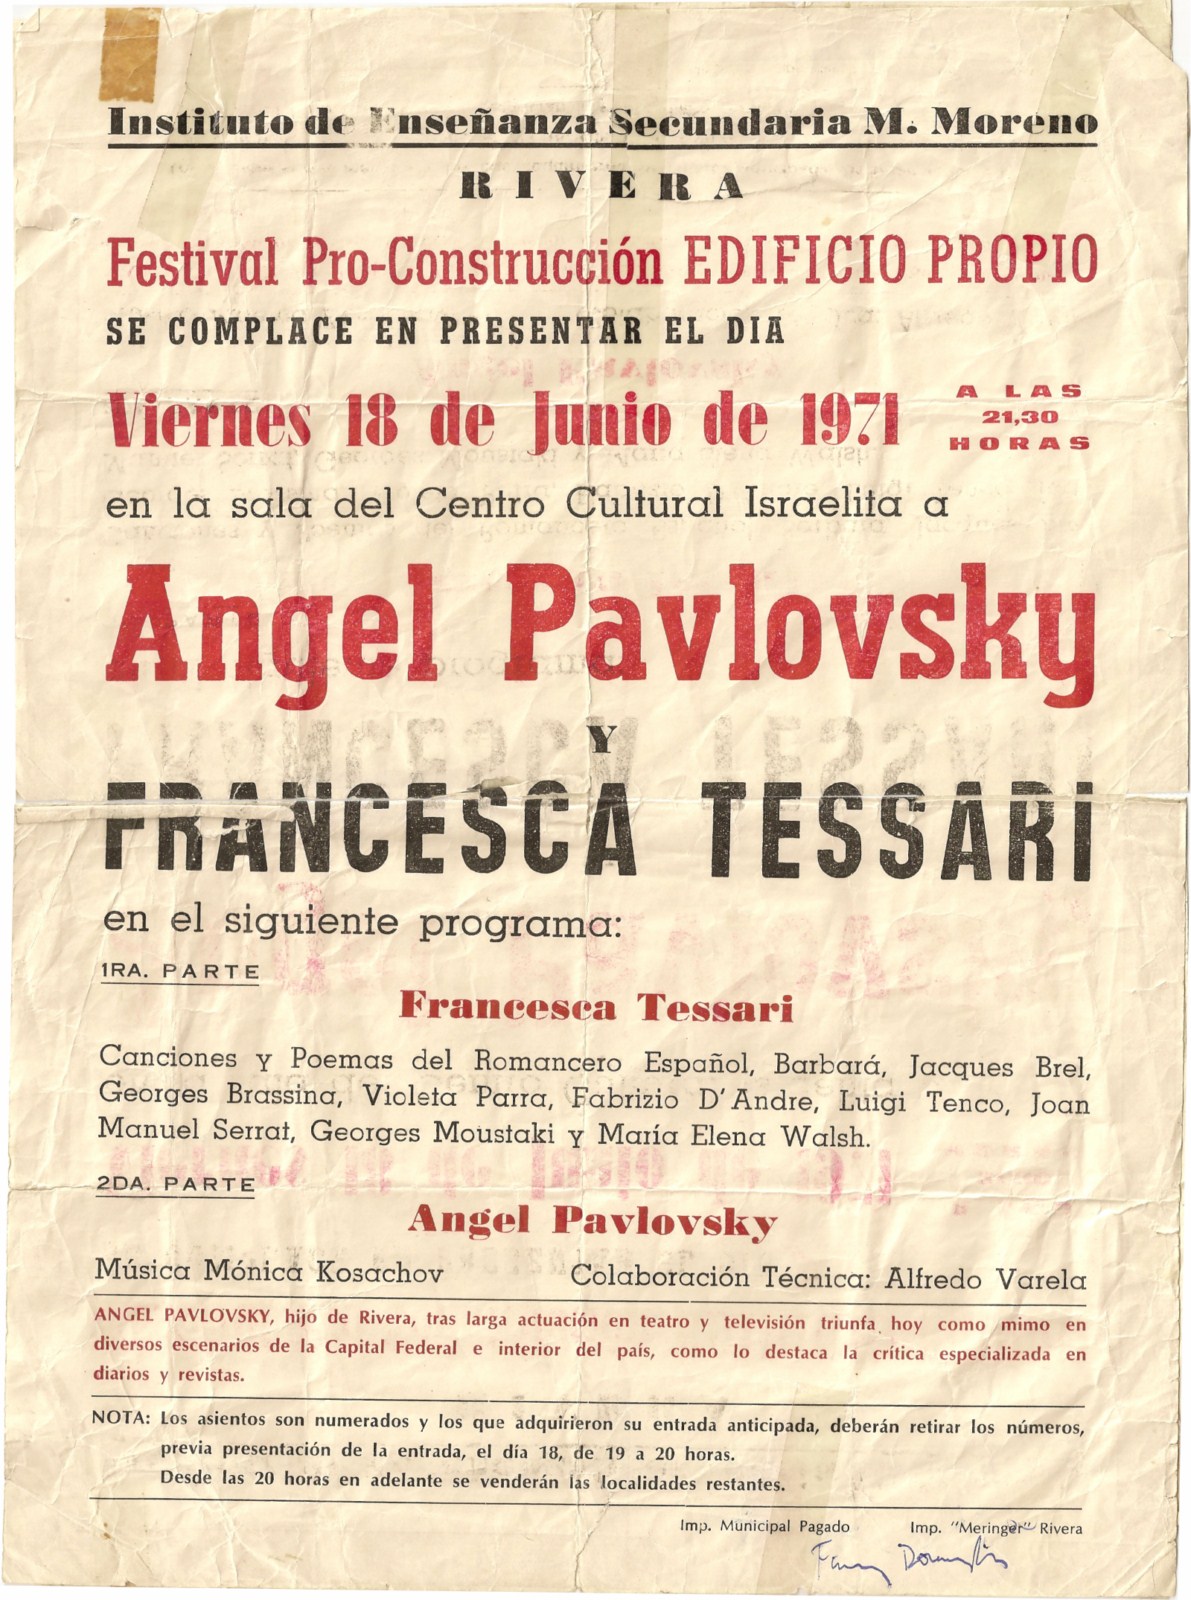 Instituto de Enseñanza Secundaria M. Moreno
RIVERA
Festival Pro-Construcción EDIFICIO PROPIO
SE COMPLACE EN PRESENTAR EL DIA
Viernes 18 de Junio de 1971
A LAS
21,30
HORAS
en la sala del Centro Cultural Israelita a
Angel Pavlovsky
Y
FRANCESCA TESSARI
en el siguiente programa:
1RA. PARTE
Francesca Tessari
Canciones y Poemas del Romancero Español, Barbará, Jacques Brel,
Georges Brassina, Violeta Parra, Fabrizio D'Andre, Luigi Tenco, Joan
Manuel Serrat, Georges Moustaki y María Elena Walsh.
2DA. PARTE
Angel Pavlovsky
Música Mónica Kosachov Colaboración Técnica: Alfredo Varela
ANGEL PAVLOVSKY, hijo de Rivera, tras larga actuación en teatro y televisión triunfa hoy como mimo en
diversos escenarios de la Capital Federal e interior del país, como lo destaca la crítica especializada en
diarios y revistas.
NOTA: Los asientos son numerados y los que adquirieron su entrada anticipada, deberán retirar los números,
previa presentación de la entrada, el día 18, de 19 a 20 horas.
Desde las 20 horas en adelante se venderán las localidades restantes.
Imp. Municipal Pagado Imp. "Meringer" Rivera